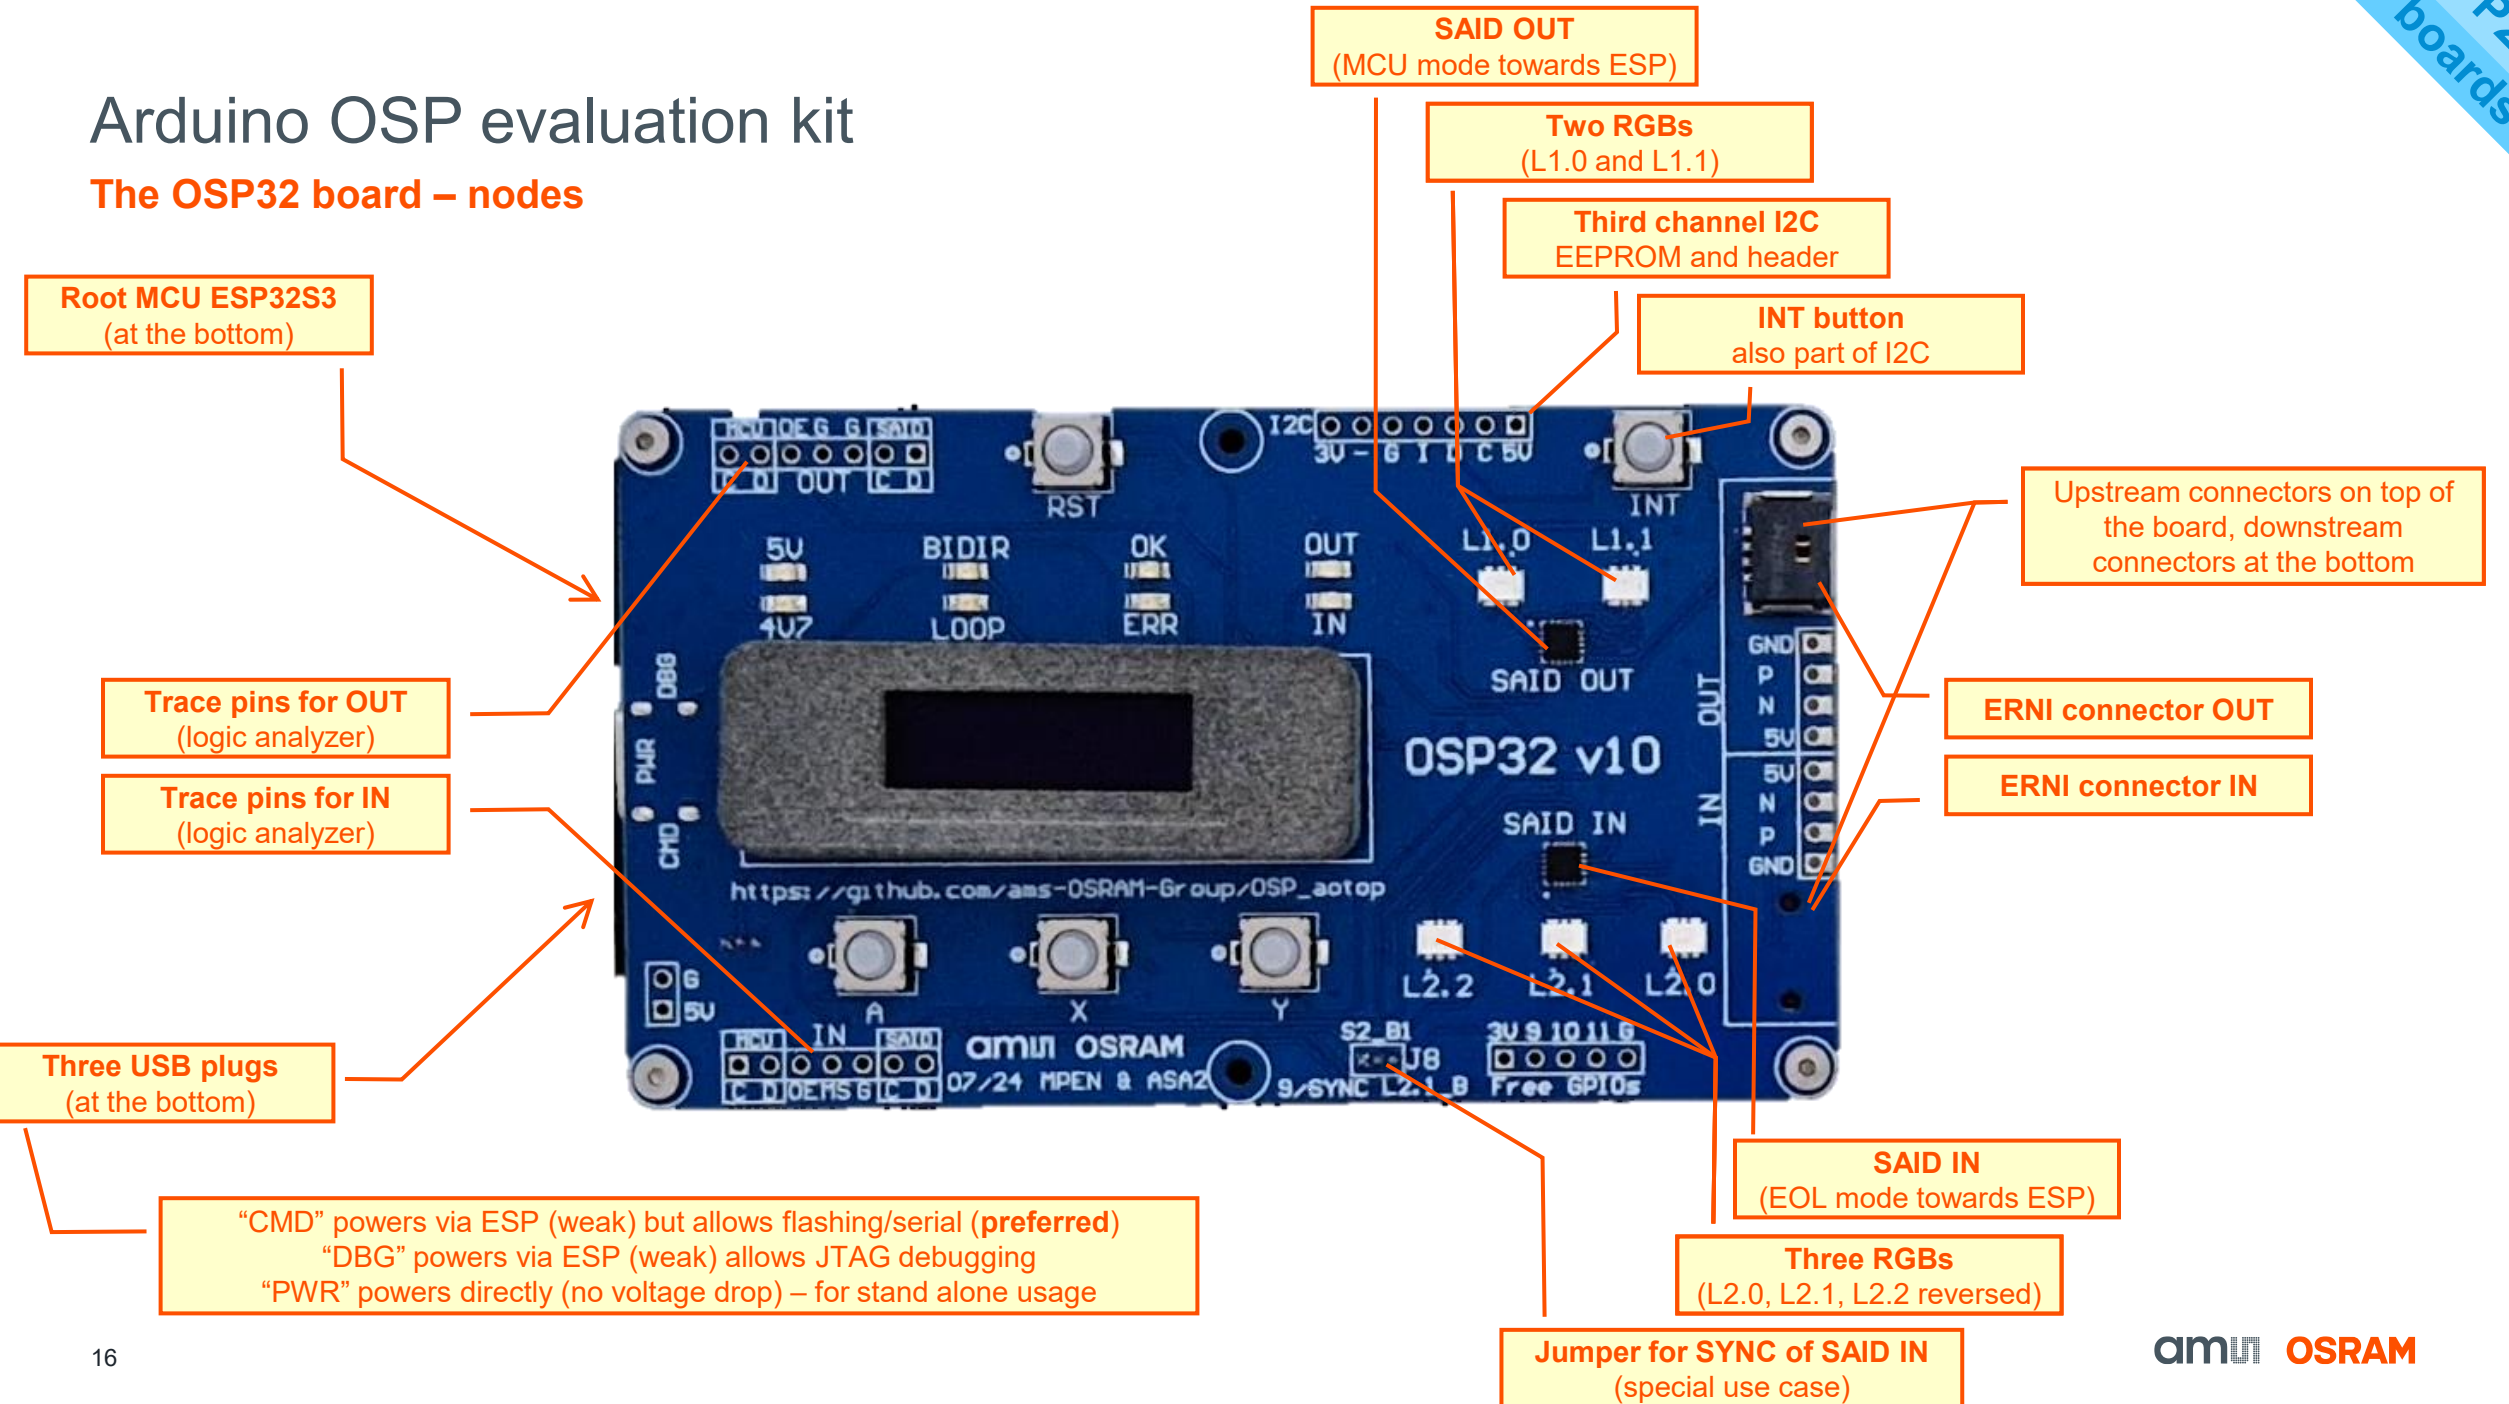 Arduino OSP evaluation kit
The OSP32 board – nodes
boards
SAID OUT
(MCU mode towards ESP)
Two RGBs
(L1.0 and L1.1)
Third channel I2C
EEPROM and header
INT button
also part of I2C
Root MCU ESP32S3
(at the bottom)
Upstream connectors on top of
the board, downstream
connectors at the bottom
Trace pins for OUT
(logic analyzer)
Trace pins for IN
(logic analyzer)
ERNI connector OUT
ERNI connector IN
Three USB plugs
(at the bottom)
“CMD” powers via ESP (weak) but allows flashing/serial (preferred)
“DBG” powers via ESP (weak) allows JTAG debugging
“PWR” powers directly (no voltage drop) – for stand alone usage
SAID IN
(EOL mode towards ESP)
Three RGBs
(L2.0, L2.1, L2.2 reversed)
Jumper for SYNC of SAID IN
(special use case)
MCU OE G G SAID
C D OUT C D
RST
I2C
3V - G I D C 5V
INT
5V BIDIR OK OUT
4V7 LOOP ERR IN
L1.0 L1.1
SAID OUT
OSP32 v10
SAID IN
DBG
PWR
CMD
OUT
IN
GND
P
N
5V
5V
N
P
GND
https://github.com/ams-OSRAM-Group/OSP_aotop
G
5V
A X Y
L2.2 L2.1 L2.0
MCU IN SAID
C D OE MS G C D
amu OSRAM
07/24 MPEN & ASA2
S2_B1
J8
9/SYNC L2.1_B
3V 9 10 11 G
Free GPIOs
16
amu OSRAM